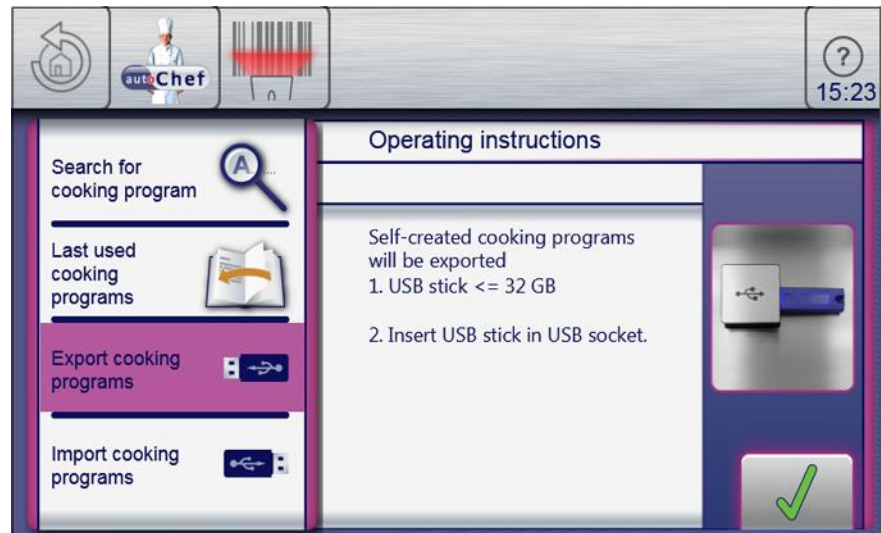 autoChef
?
15:23
Search for
cooking program
A ...
Last used
cooking
programs
Export cooking
programs
Import cooking
programs
Operating instructions
Self-created cooking programs
will be exported
1. USB stick <= 32 GB
2. Insert USB stick in USB socket.